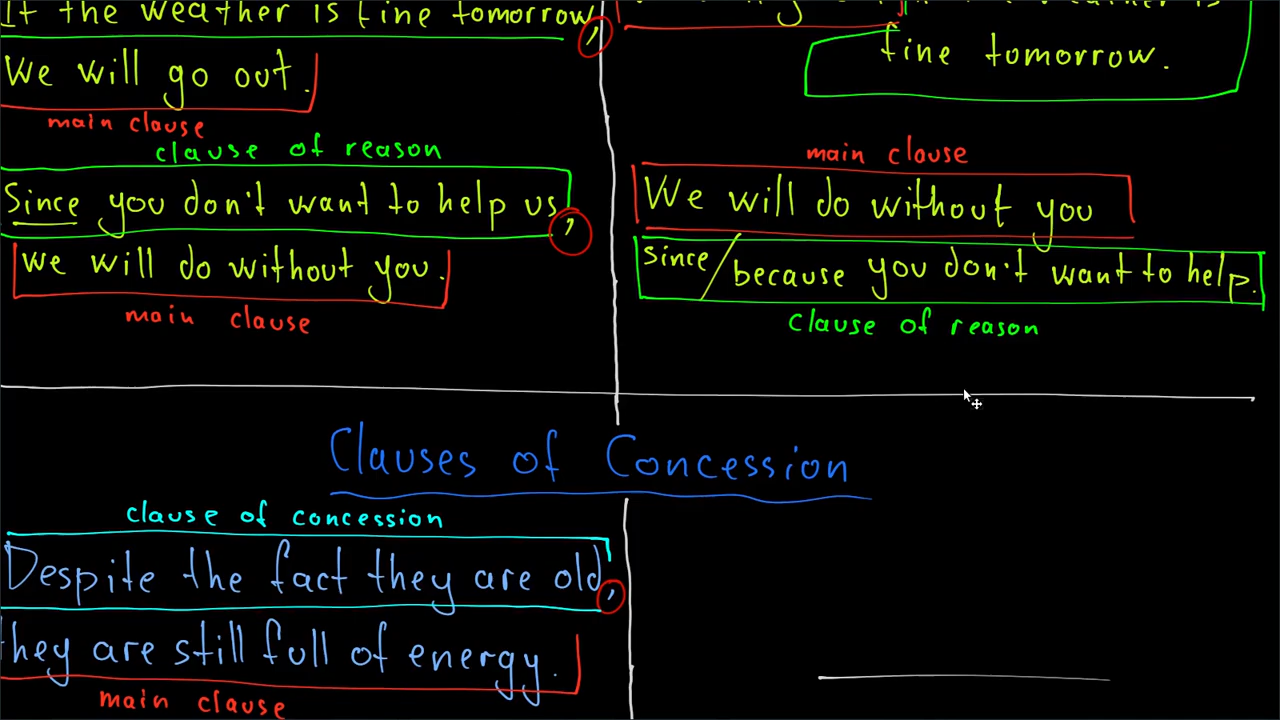 If the weather is fine tomorrow,
We will go out.
main clause
clause of reason
Since you don't want to help us,
we will do without you.
main clause
fine tomorrow.
main clause
We will do without you
since/because you don't want to help.
clause of reason
Clauses of Concession
clause of concession
Despite the fact they are old,
they are still full of energy.
main clause